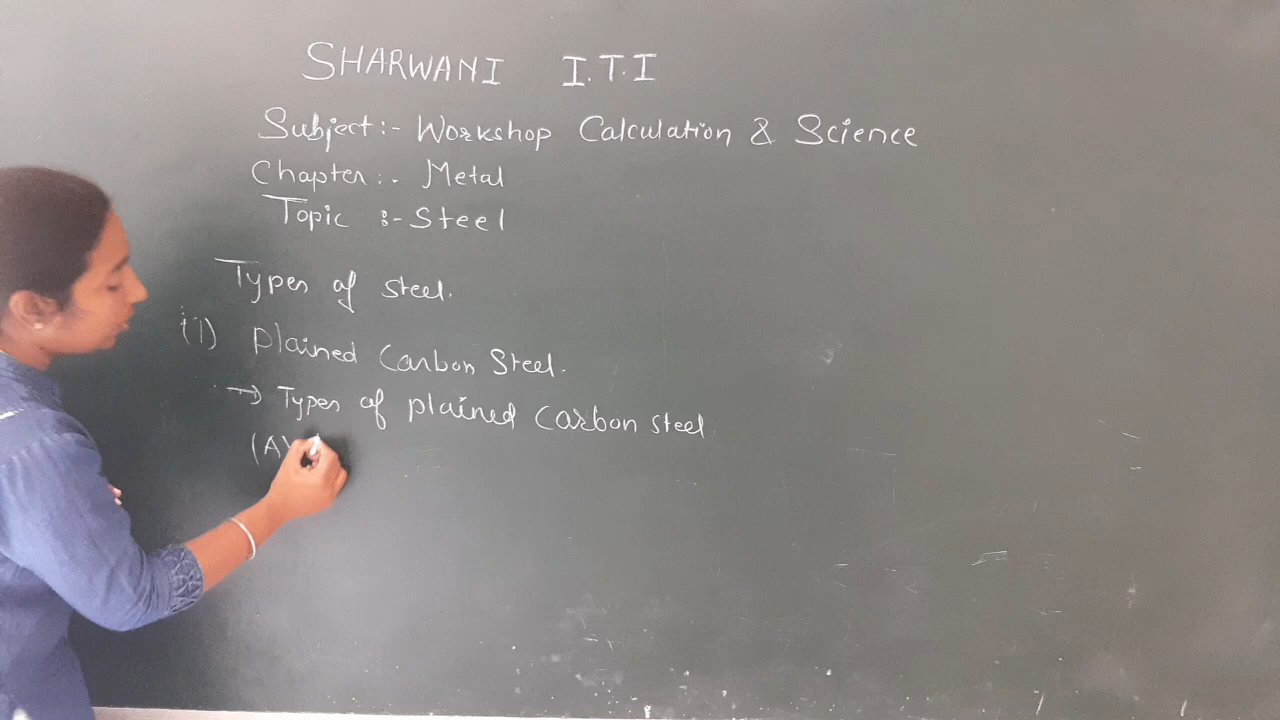 SHARWANI I.T.I
Subject:- Workshop Calculation & Science
Chapter:- Metal
Topic :- Steel
Types of steel.
(1) Plained Carbon Steel.
→ Types of plained Carbon steel
(A)